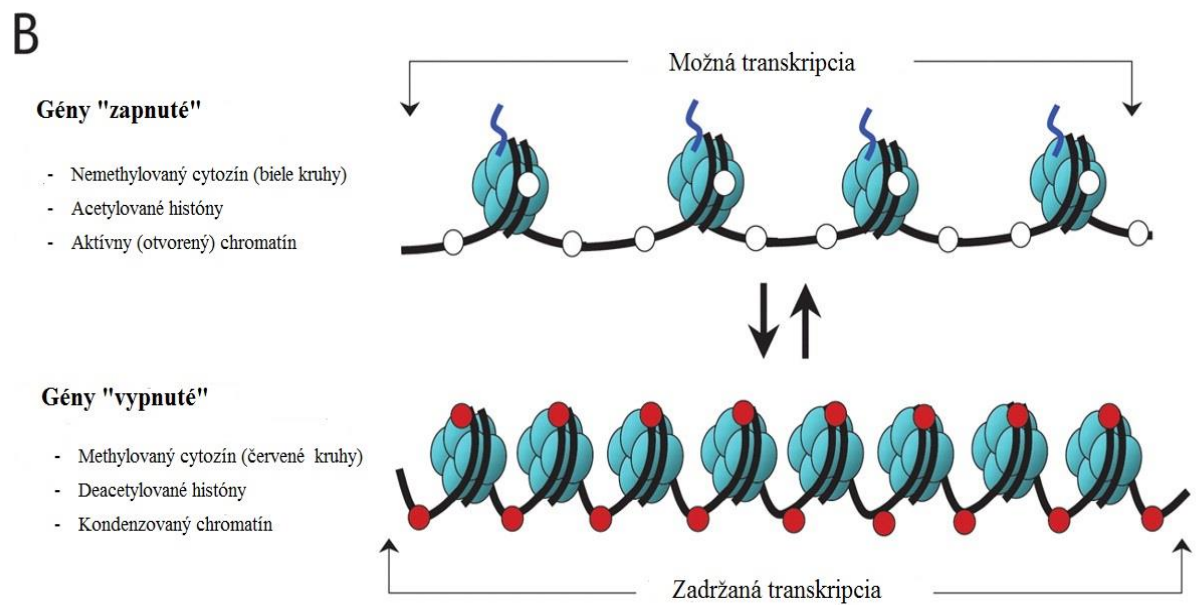 B
Možná transkripcia
Gény "zapnuté"
- Nemethylovaný cytozín (biele kruhy)
- Acetylované históny
- Aktívny (otvorený) chromatín
Gény "vypnuté"
- Methylovaný cytozín (červené kruhy)
- Deacetylované históny
- Kondenzovaný chromatín
Zadržaná transkripcia